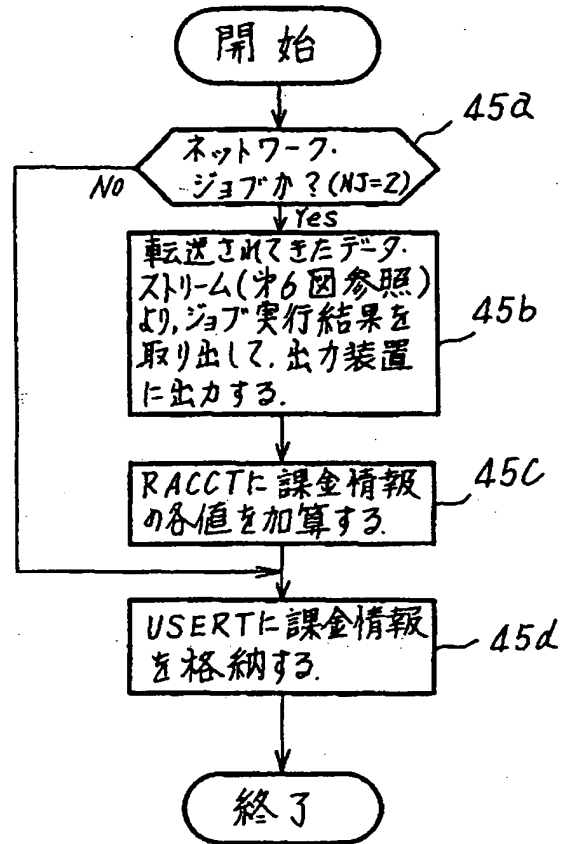 開始
45a
ネットワーク・
ジョブか?(NJ=2)
No
Yes
転送されてきたデータ・
ストリーム(第6図参照)
より,ジョブ実行結果を
取り出して,出力装置
に出力する.
45b
RACCTに課金情報
の各値を加算する.
45c
USERTに課金情報
を格納する.
45d
終了